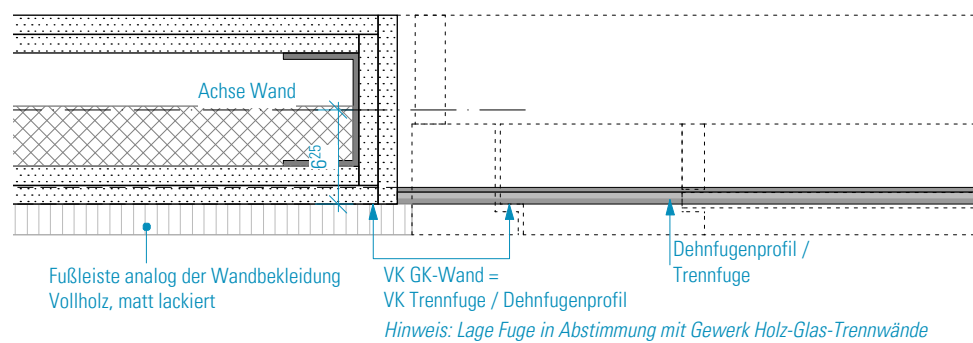 Achse Wand
6²⁵
Fußleiste analog der Wandbekleidung
Vollholz, matt lackiert
VK GK-Wand =
VK Trennfuge / Dehnfugenprofil
Hinweis: Lage Fuge in Abstimmung mit Gewerk Holz-Glas-Trennwände
Dehnfugenprofil /
Trennfuge